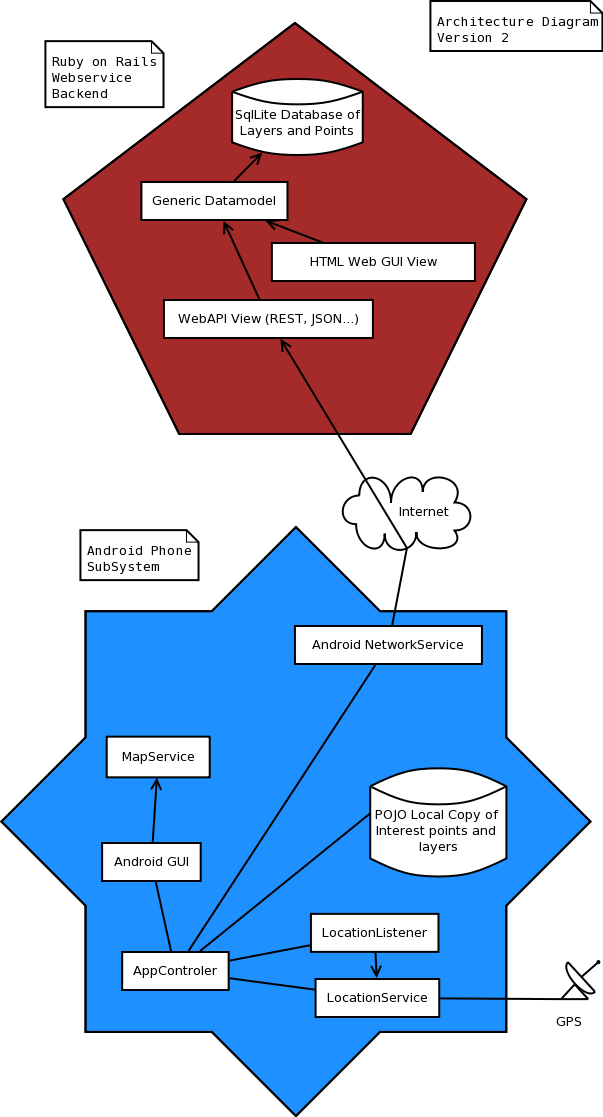 Architecture Diagram
Version 2
Ruby on Rails
Webservice
Backend
SqlLite Database of
Layers and Points
Generic Datamodel
HTML Web GUI View
WebAPI View (REST, JSON...)
Internet
Android Phone
SubSystem
Android NetworkService
MapService
POJO Local Copy of
Interest points and
layers
Android GUI
LocationListener
AppControler
LocationService
GPS